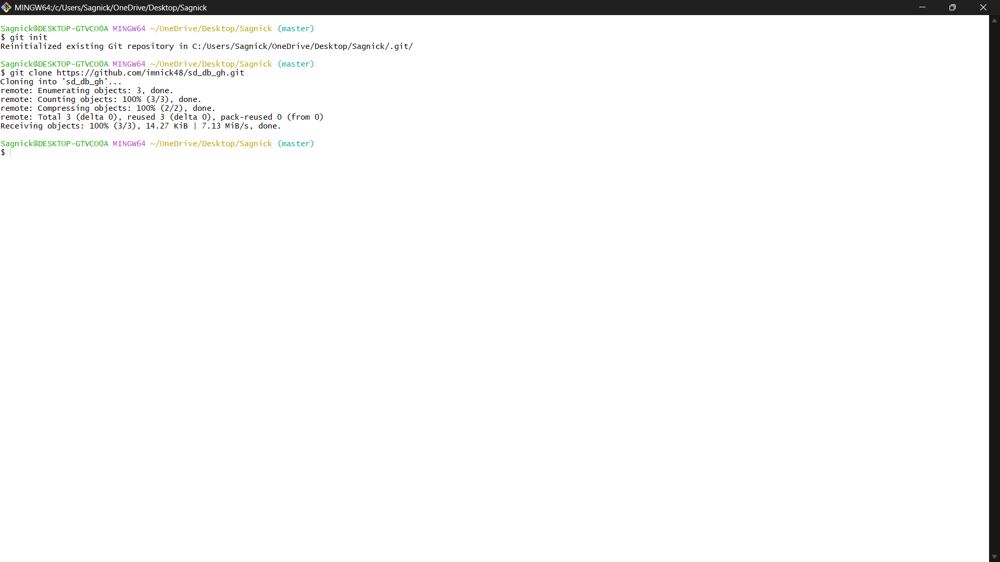 MINGW64:/c/Users/Sagnick/OneDrive/Desktop/Sagnick
Sagnick@DESKTOP-GTVCO0A MINGW64 ~/OneDrive/Desktop/Sagnick (master)
$ git init
Reinitialized existing Git repository in C:/Users/Sagnick/OneDrive/Desktop/Sagnick/.git/
Sagnick@DESKTOP-GTVCO0A MINGW64 ~/OneDrive/Desktop/Sagnick (master)
$ git clone https://github.com/imnick48/sd_db_gh.git
Cloning into 'sd_db_gh'...
remote: Enumerating objects: 3, done.
remote: Counting objects: 100% (3/3), done.
remote: Compressing objects: 100% (2/2), done.
remote: Total 3 (delta 0), reused 3 (delta 0), pack-reused 0 (from 0)
Receiving objects: 100% (3/3), 14.27 KiB | 7.13 MiB/s, done.
Sagnick@DESKTOP-GTVCO0A MINGW64 ~/OneDrive/Desktop/Sagnick (master)
$